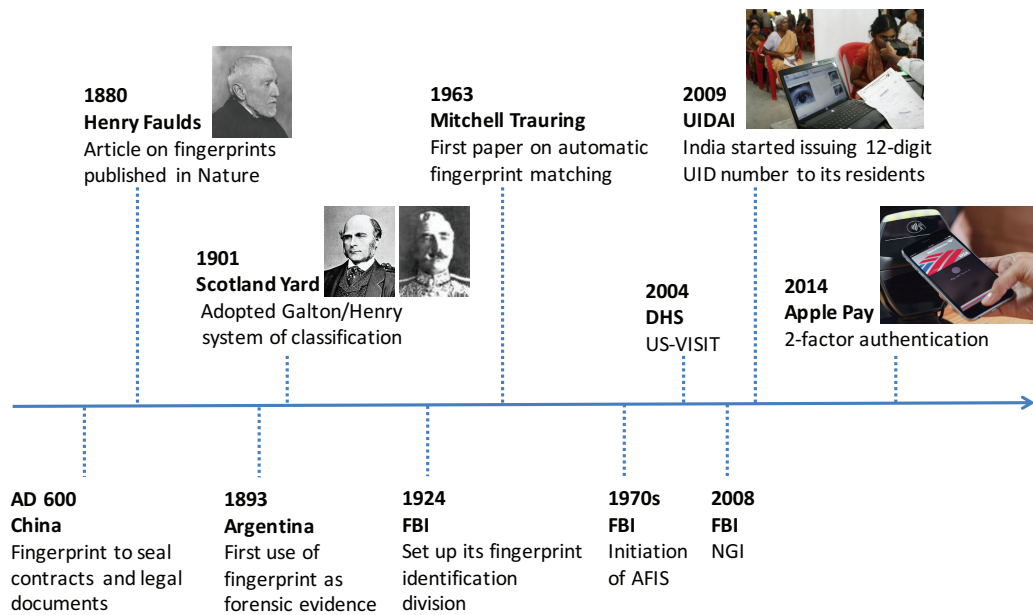 1880
Henry Faulds
Article on fingerprints
published in Nature
1901
Scotland Yard
Adopted Galton/Henry
system of classification
1963
Mitchell Trauring
First paper on automatic
fingerprint matching
2004
DHS
US-VISIT
2009
UIDAI
India started issuing 12-digit
UID number to its residents
2014
Apple Pay
2-factor authentication
AD 600
China
Fingerprint to seal
contracts and legal
documents
1893
Argentina
First use of
fingerprint as
forensic evidence
1924
FBI
Set up its fingerprint
identification
division
1970s
FBI
Initiation
of AFIS
2008
FBI
NGI